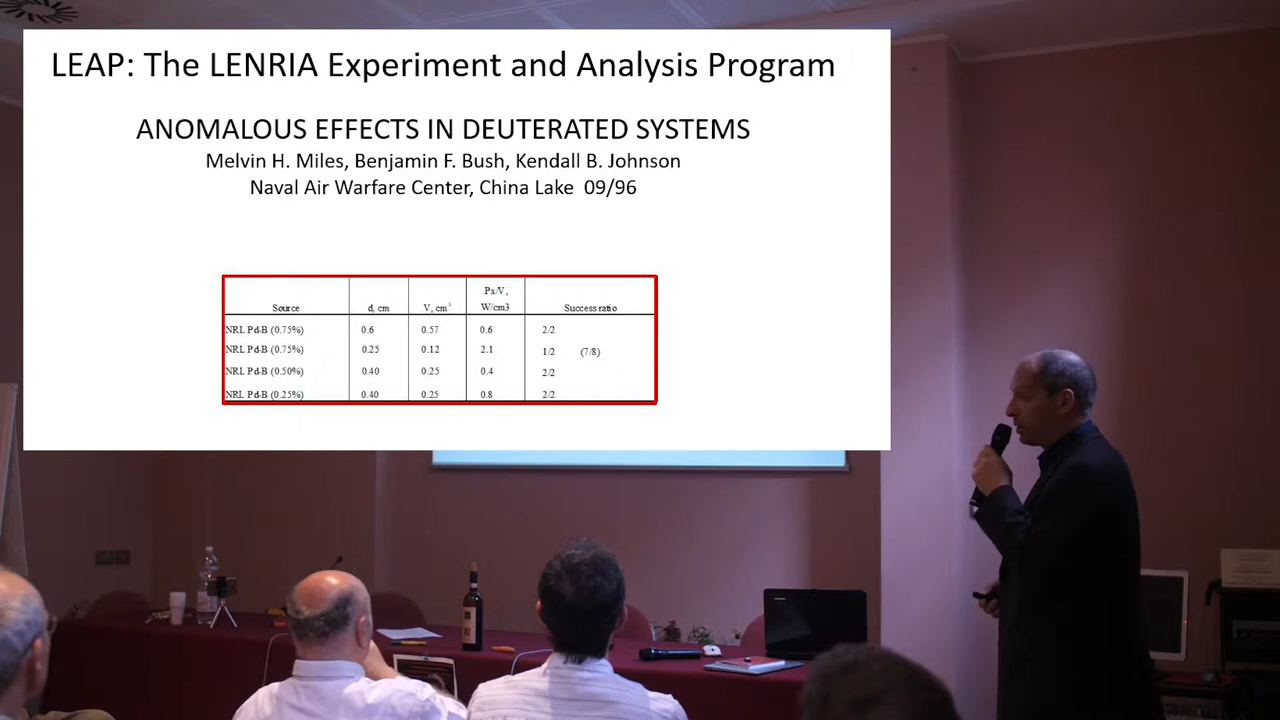 LEAP: The LENRIA Experiment and Analysis Program
ANOMALOUS EFFECTS IN DEUTERATED SYSTEMS
Melvin H. Miles, Benjamin F. Bush, Kendall B. Johnson
Naval Air Warfare Center, China Lake 09/96
Source d, cm V, cm³ Px/V, W/cm3 Success ratio
NRL Pd-B (0.75%) 0.6 0.57 0.6 2/2
NRL Pd-B (0.75%) 0.25 0.12 2.1 1/2 (7/8)
NRL Pd-B (0.50%) 0.40 0.25 0.4 2/2
NRL Pd-B (0.25%) 0.40 0.25 0.8 2/2